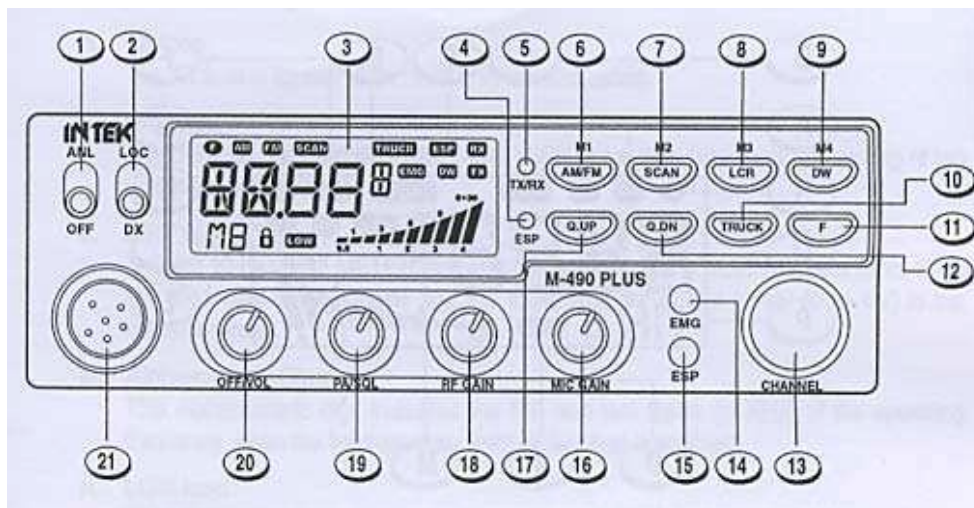 1 2 3 4 5 6 7 8 9
INTEK
ANL LOC
OFF DX
F AM FM SCAN TRUCK ESP RX
EMG DW TX
88.88
M8 LOW
TX/RX
ESP
M1 M2 M3 M4
AM/FM SCAN LCR DW
Q.UP Q.DN TRUCK F
10
11
12
M-490 PLUS
EMG
ESP
OFF/VOL PA/SQL RF GAIN MIC GAIN CHANNEL
21 20 19 18 17 16 15 14 13